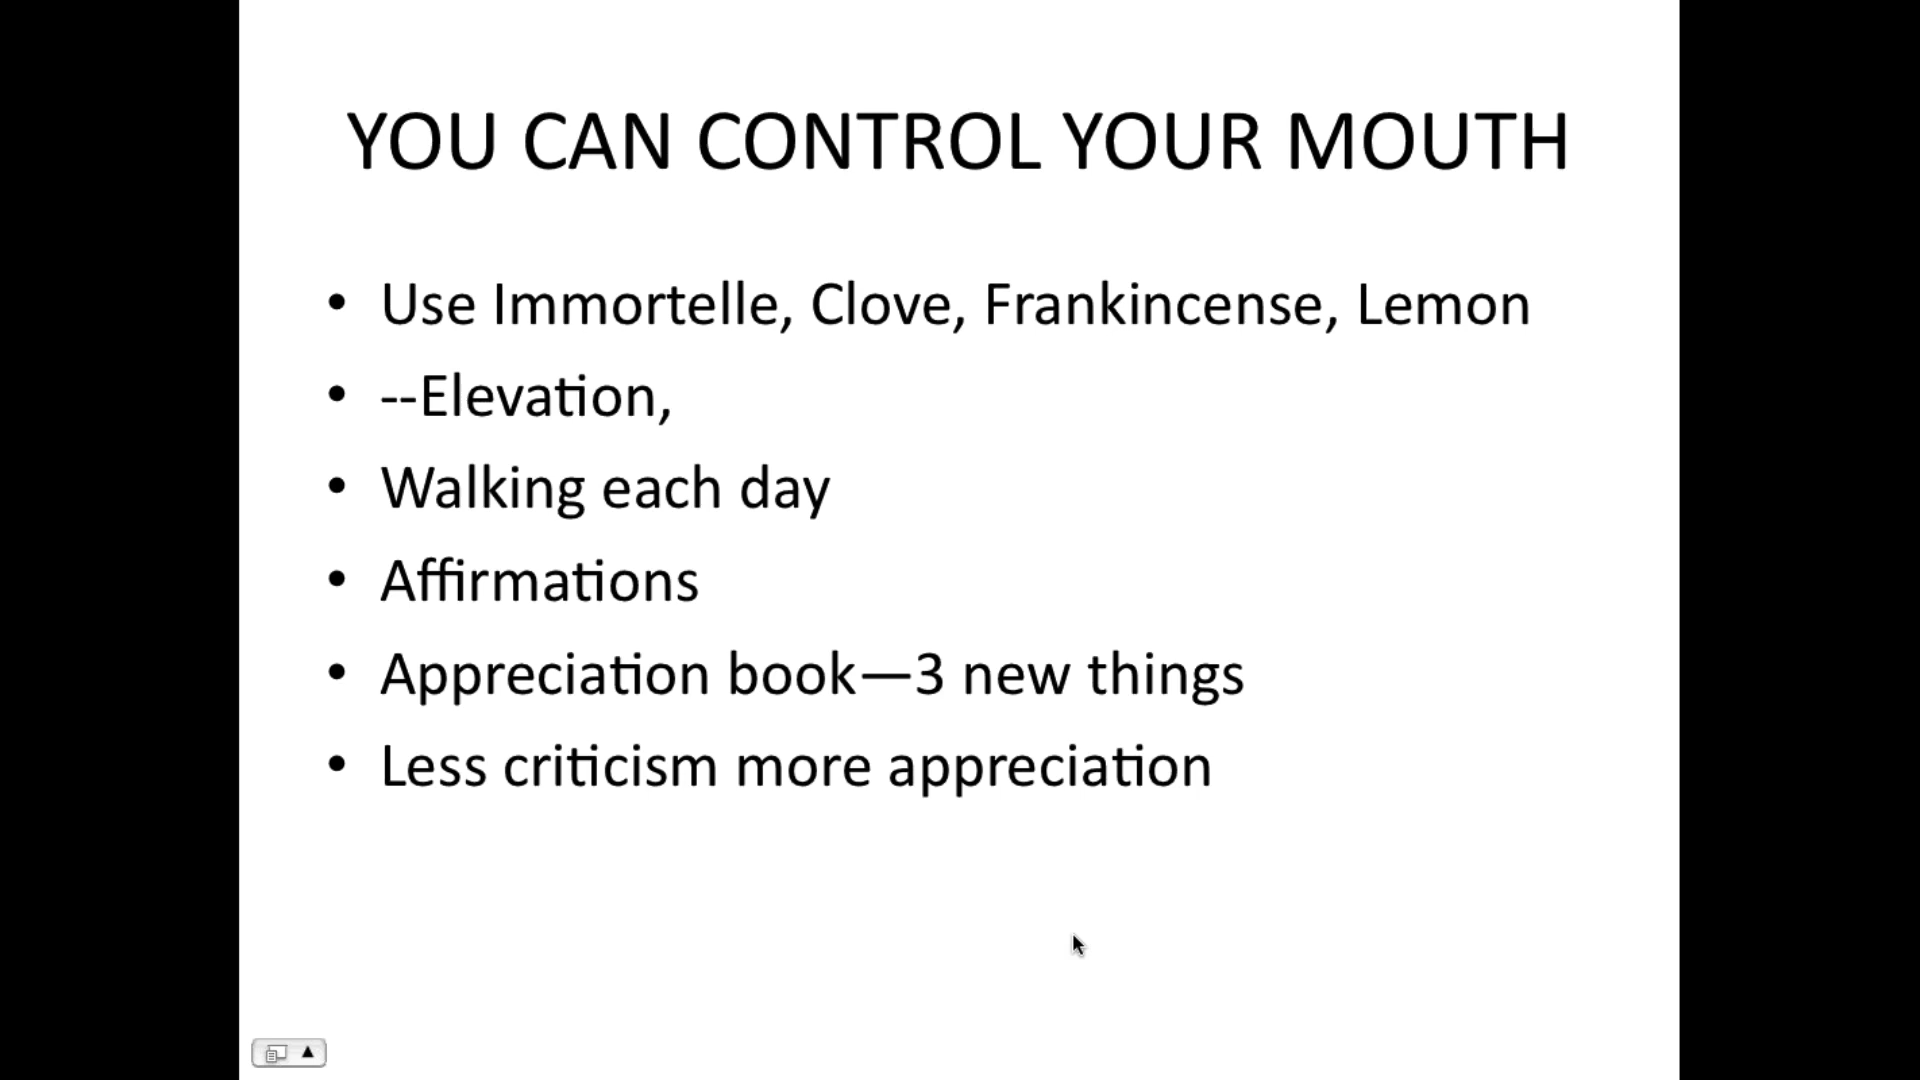 YOU CAN CONTROL YOUR MOUTH
• Use Immortelle, Clove, Frankincense, Lemon
• --Elevation,
• Walking each day
• Affirmations
• Appreciation book—3 new things
• Less criticism more appreciation